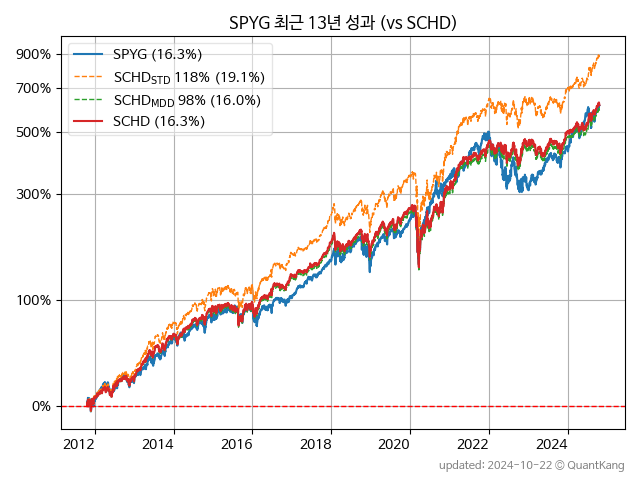 SPYG 최근 13년 성과 (vs SCHD)
SPYG (16.3%)
SCHD_STD 118% (19.1%)
SCHD_MDD 98% (16.0%)
SCHD (16.3%)
900%
700%
500%
300%
100%
0%
2012 2014 2016 2018 2020 2022 2024
updated: 2024-10-22 © QuantKang